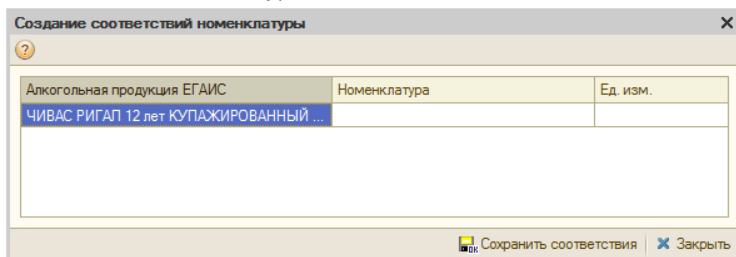 Создание соответствий номенклатуры
Алкогольная продукция ЕГАИС Номенклатура Ед. изм.
ЧИВАС РИГАЛ 12 лет КУПАЖИРОВАННЫЙ ...
Сохранить соответствия Закрыть